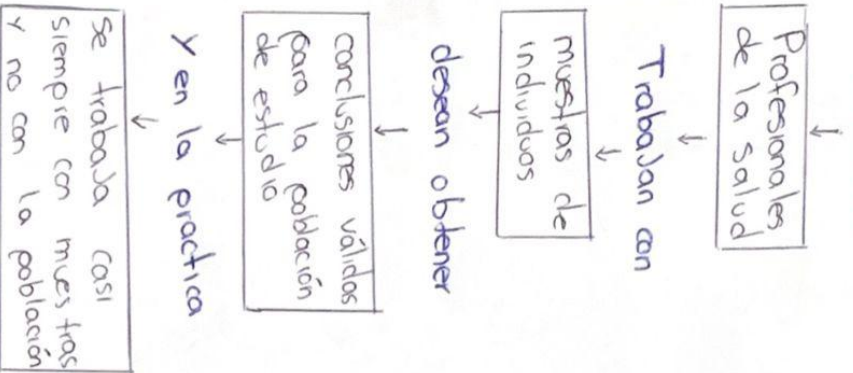 Profesionales
de la salud
Trabajan con
muestras de
individuos
desean obtener
conclusiones válidas
para la población
de estudio
y en la practica
se trabaja casi
siempre con muestras
y no con la población